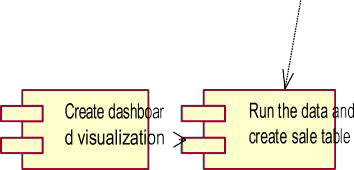 Create dashboar
d visualization
Run the data and
create sale table